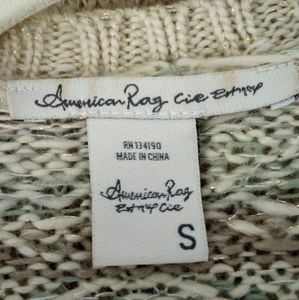 American Rag Cie
RN 134190
MADE IN CHINA
American Rag
Cie
S